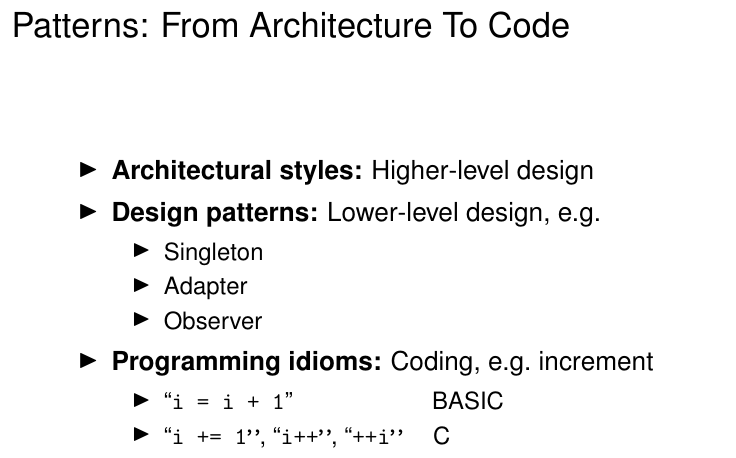 Patterns: From Architecture To Code
▶ Architectural styles: Higher-level design
▶ Design patterns: Lower-level design, e.g.
▶ Singleton
▶ Adapter
▶ Observer
▶ Programming idioms: Coding, e.g. increment
▶ “i = i + 1” BASIC
▶ “i += 1’’, “i++’’, “++i’’ C